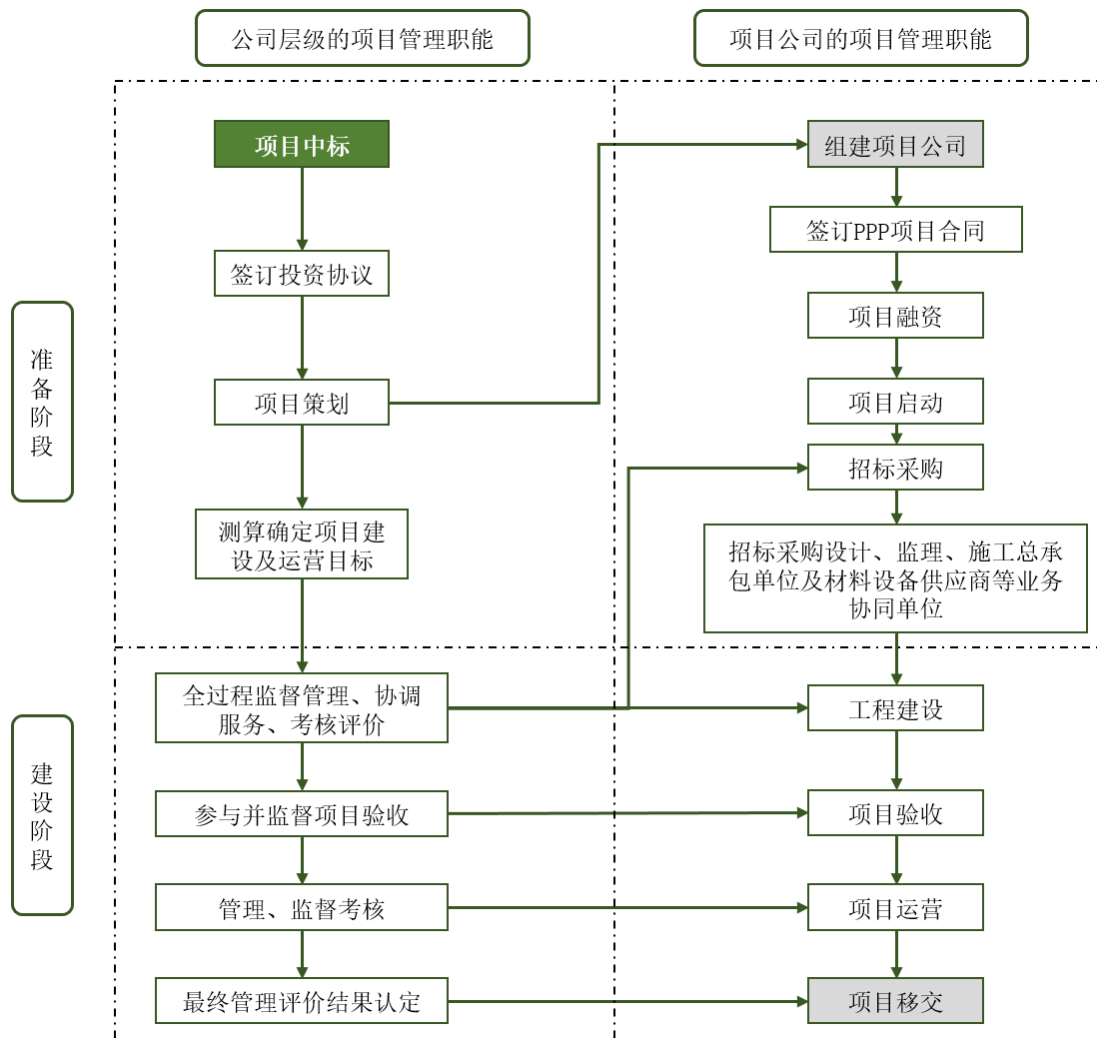 公司层级的项目管理职能
项目公司的项目管理职能
准
备
阶
段
项目中标
签订投资协议
项目策划
测算确定项目建
设及运营目标
组建项目公司
签订PPP项目合同
项目融资
项目启动
招标采购
招标采购设计、监理、施工总承
包单位及材料设备供应商等业务
协同单位
建
设
阶
段
全过程监督管理、协调
服务、考核评价
参与并监督项目验收
管理、监督考核
最终管理评价结果认定
工程建设
项目验收
项目运营
项目移交